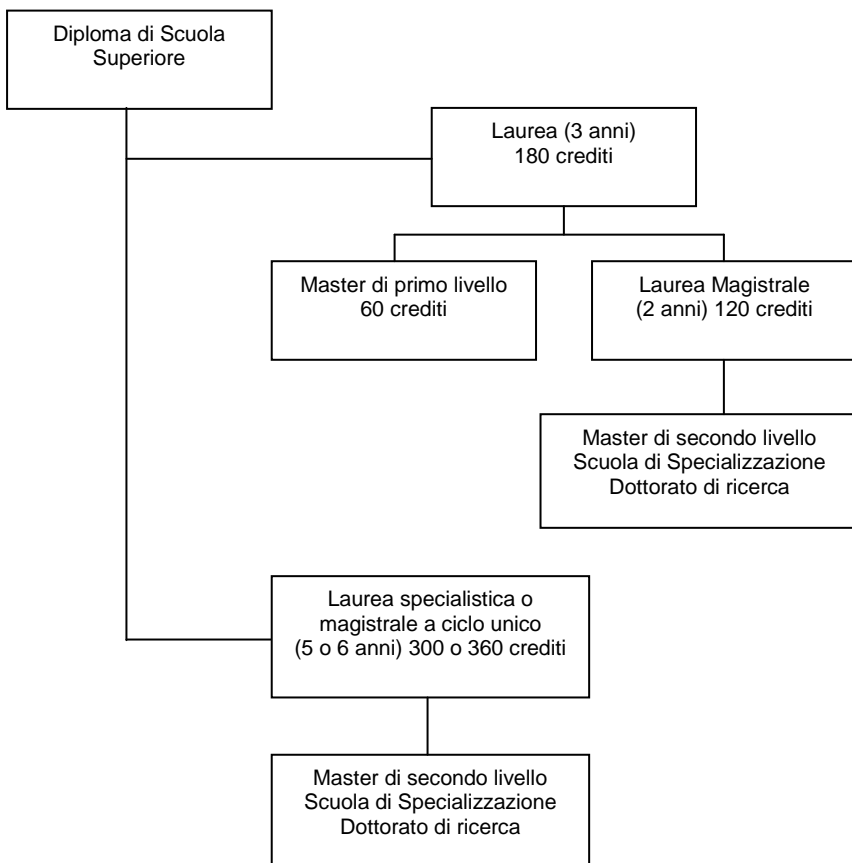 Diploma di Scuola
Superiore
Laurea (3 anni)
180 crediti
Master di primo livello
60 crediti
Laurea Magistrale
(2 anni) 120 crediti
Master di secondo livello
Scuola di Specializzazione
Dottorato di ricerca
Laurea specialistica o
magistrale a ciclo unico
(5 o 6 anni) 300 o 360 crediti
Master di secondo livello
Scuola di Specializzazione
Dottorato di ricerca